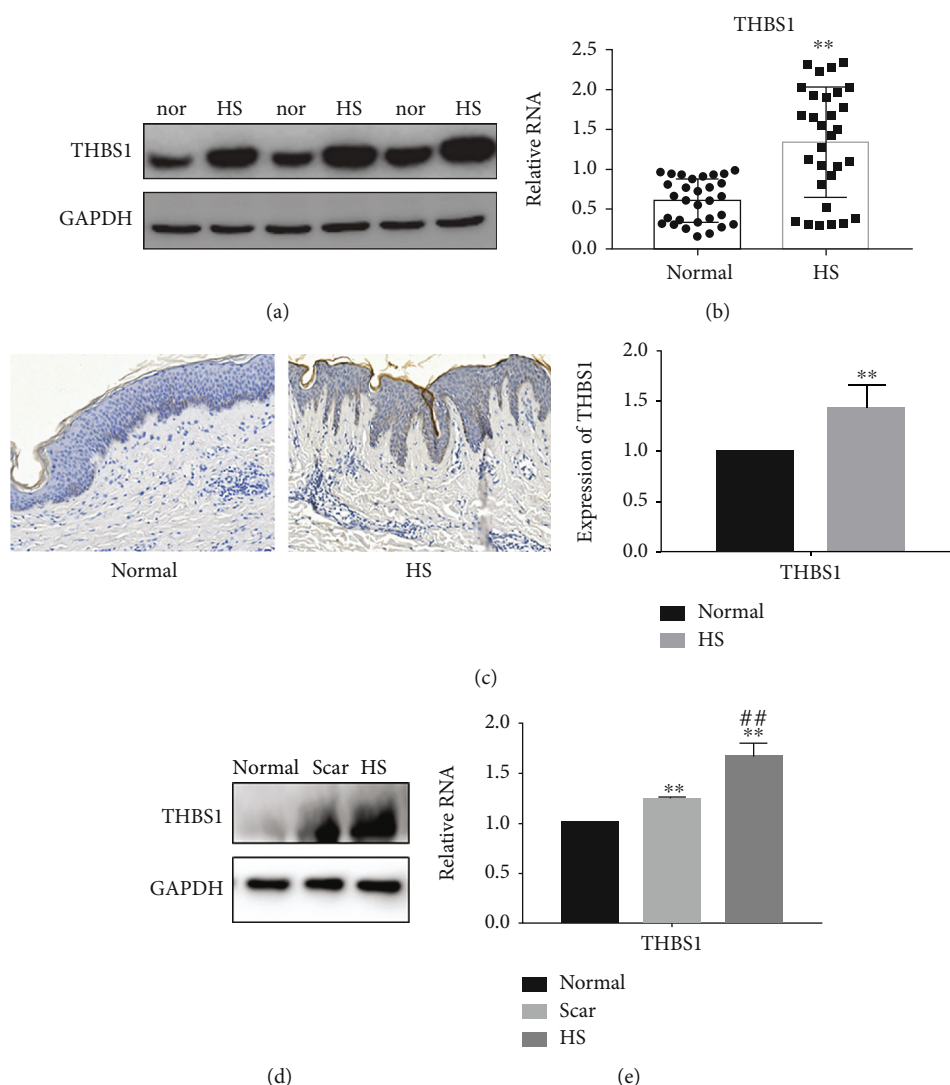 nor HS nor HS nor HS
THBS1
GAPDH
(a)
THBS1
**
2.5
2.0
1.5
1.0
0.5
0.0
Relative RNA
Normal HS
(b)
Normal
HS
2.0
1.5
1.0
0.5
0.0
Expression of THBS1
**
THBS1
Normal
HS
(c)
Normal Scar HS
THBS1
GAPDH
(d)
2.0
1.5
1.0
0.5
0.0
Relative RNA
**
##
**
THBS1
Normal
Scar
HS
(e)